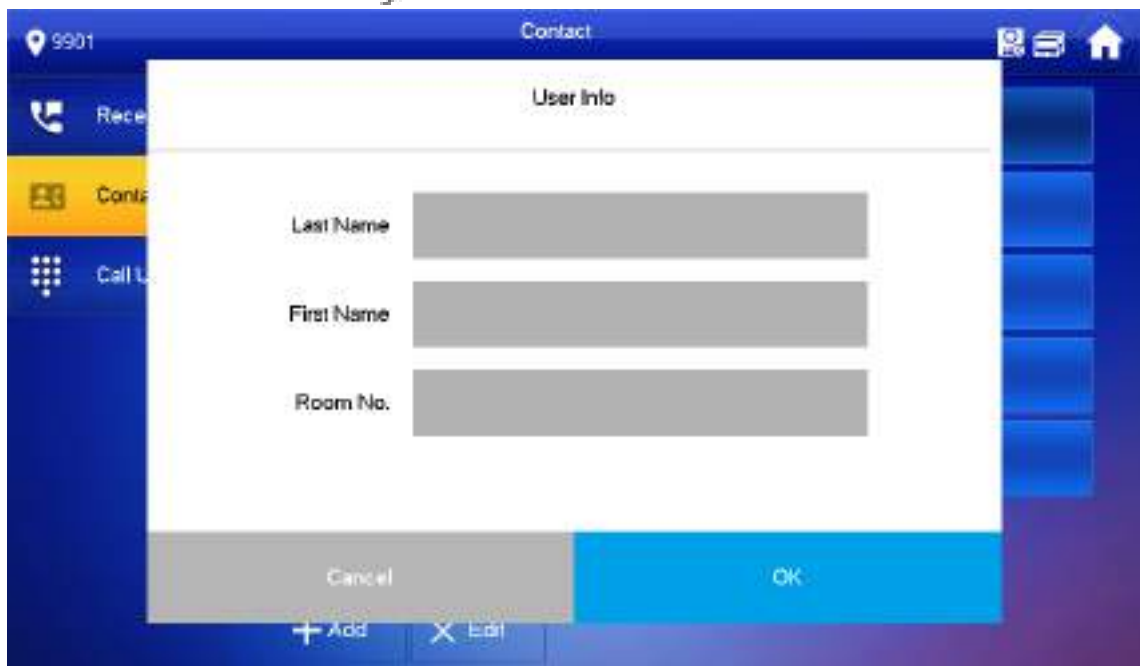 9901
Contact
User Info
Rece
Conta
Call U
Last Name
First Name
Room No.
Cancel
OK
Add
Edit